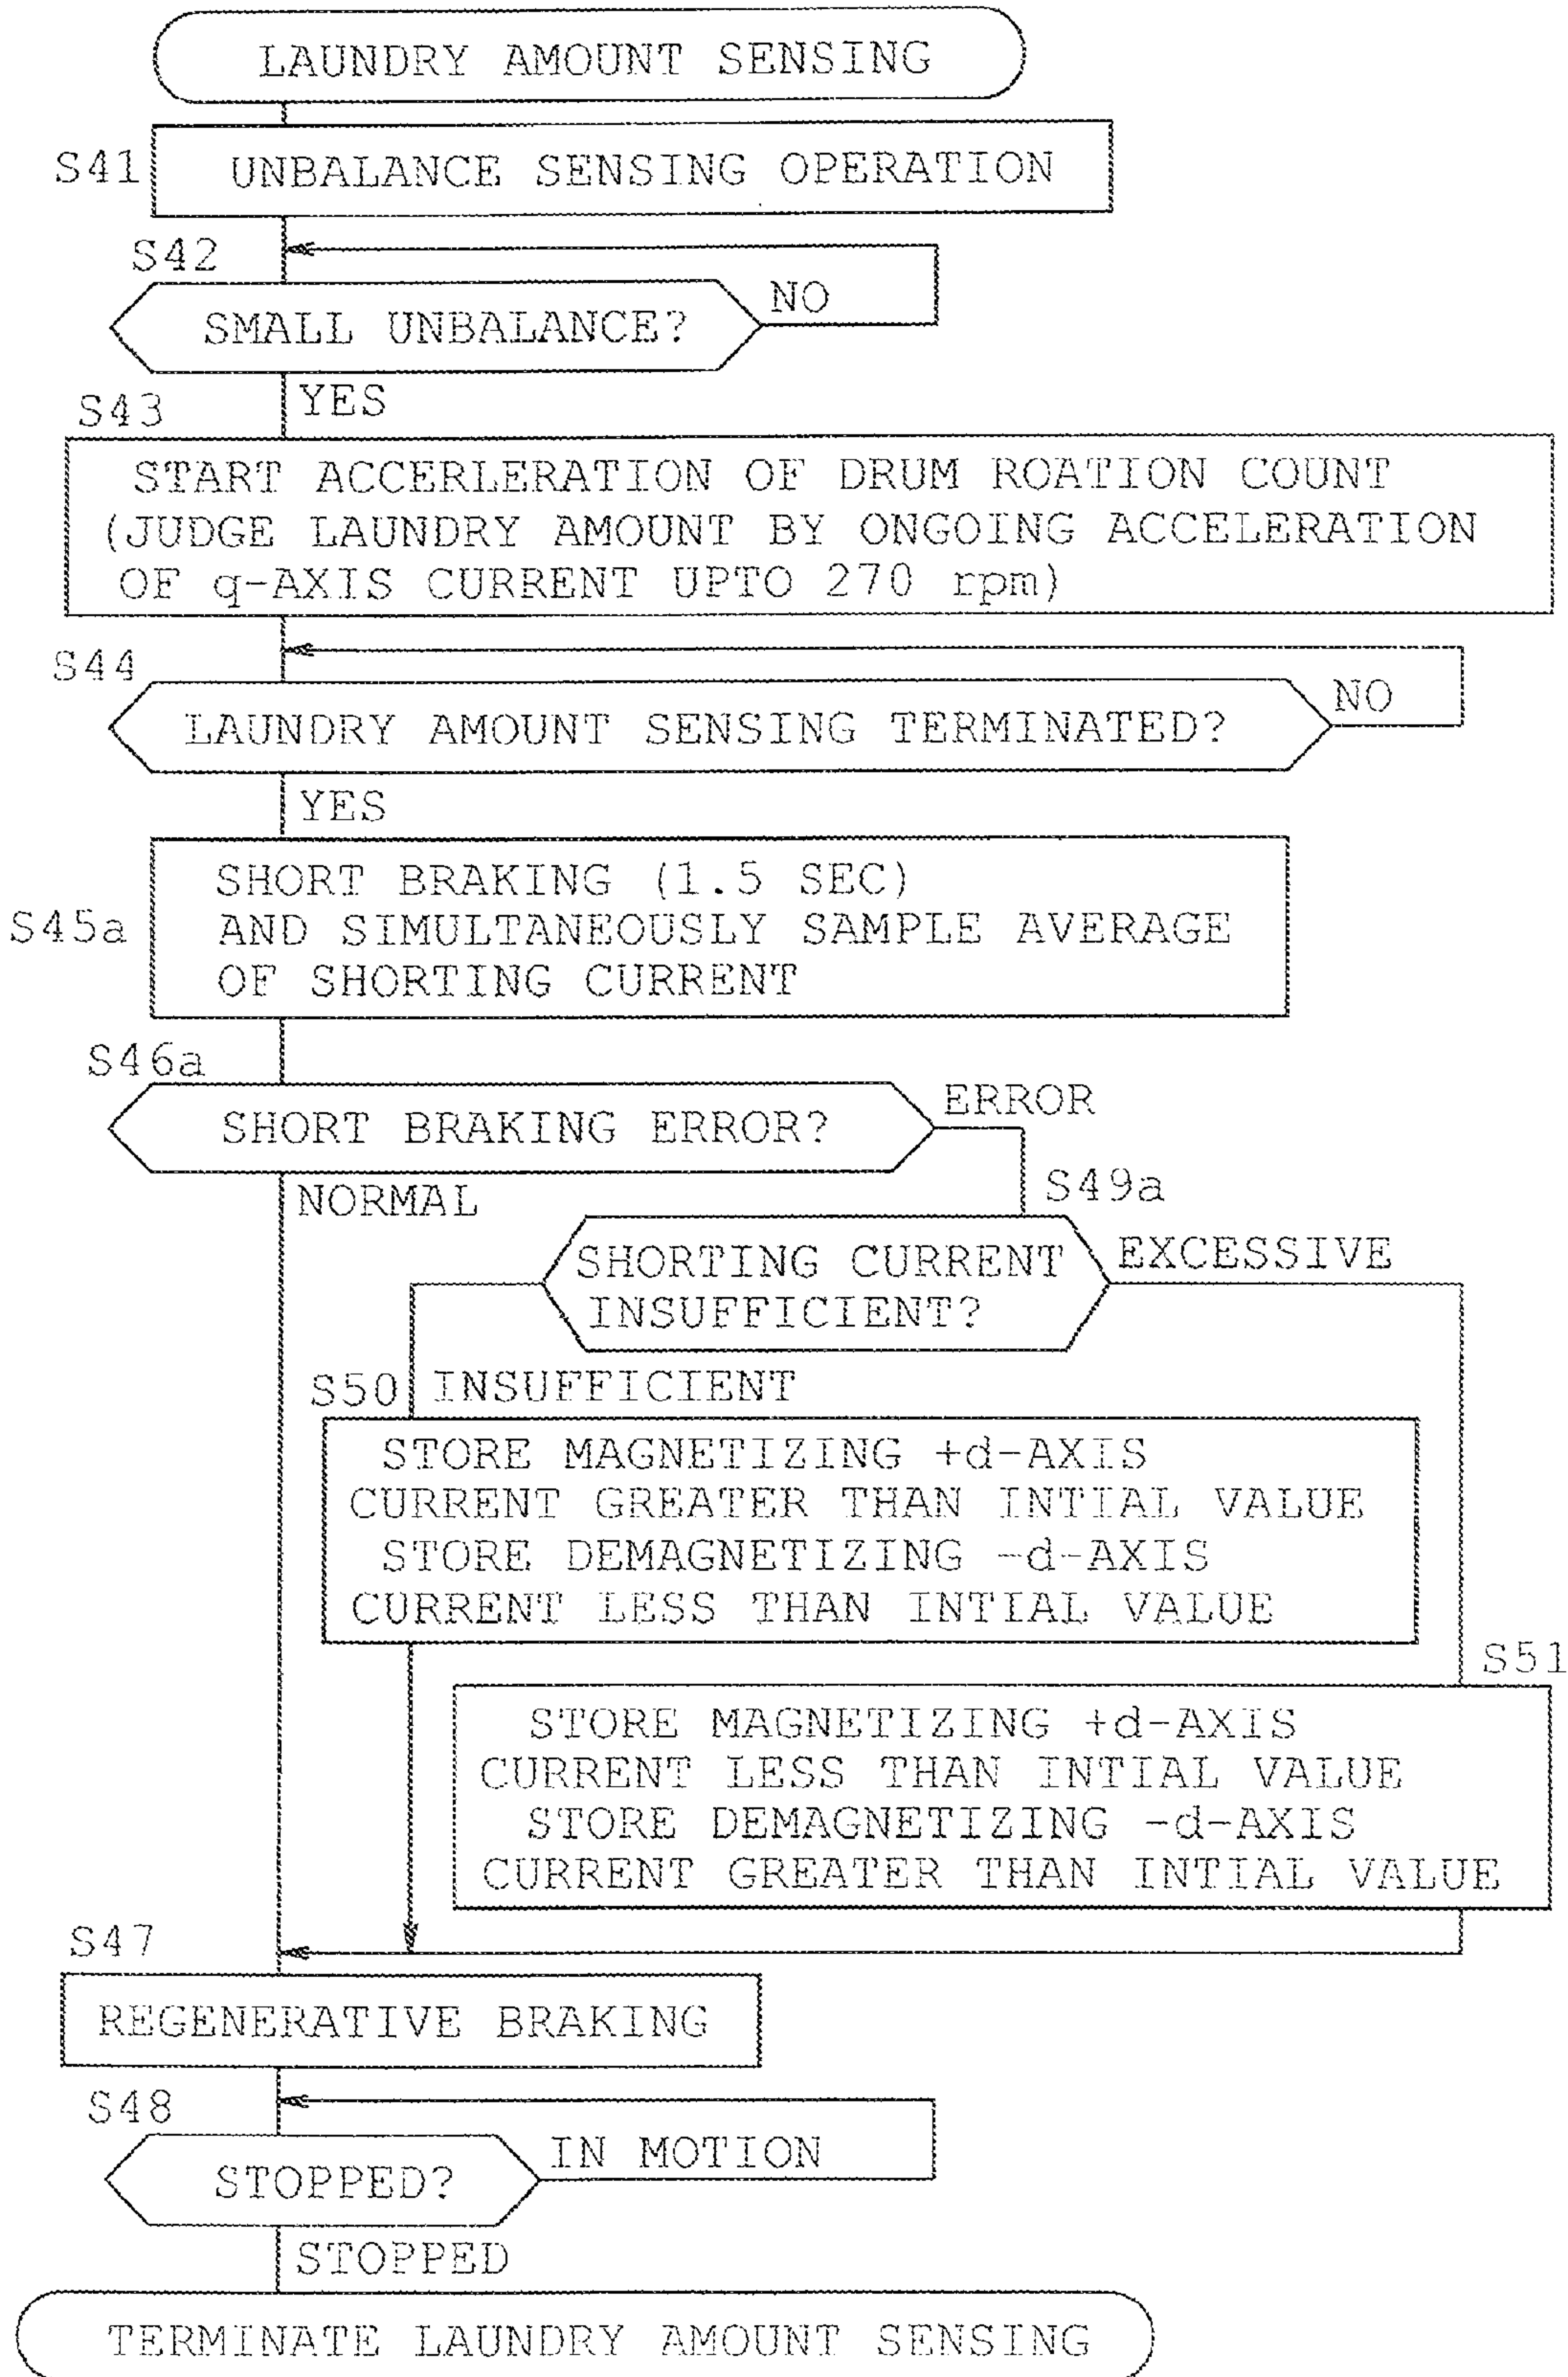 LAUNDRY AMOUNT SENSING
S41
UNBALANCE SENSING OPERATION
S42
SMALL UNBALANCE?
NO
YES
S43
START ACCERLERATION OF DRUM ROATION COUNT
(JUDGE LAUNDRY AMOUNT BY ONGOING ACCELERATION
OF q-AXIS CURRENT UPTO 270 rpm)
S44
LAUNDRY AMOUNT SENSING TERMINATED?
NO
YES
S45a
SHORT BRAKING (1.5 SEC)
AND SIMULTANEOUSLY SAMPLE AVERAGE
OF SHORTING CURRENT
S46a
SHORT BRAKING ERROR?
ERROR
NORMAL
S49a
SHORTING CURRENT
INSUFFICIENT?
EXCESSIVE
INSUFFICIENT
S50
STORE MAGNETIZING +d-AXIS
CURRENT GREATER THAN INTIAL VALUE
STORE DEMAGNETIZING -d-AXIS
CURRENT LESS THAN INTIAL VALUE
S51
STORE MAGNETIZING +d-AXIS
CURRENT LESS THAN INTIAL VALUE
STORE DEMAGNETIZING -d-AXIS
CURRENT GREATER THAN INTIAL VALUE
S47
REGENERATIVE BRAKING
S48
STOPPED?
IN MOTION
STOPPED
TERMINATE LAUNDRY AMOUNT SENSING